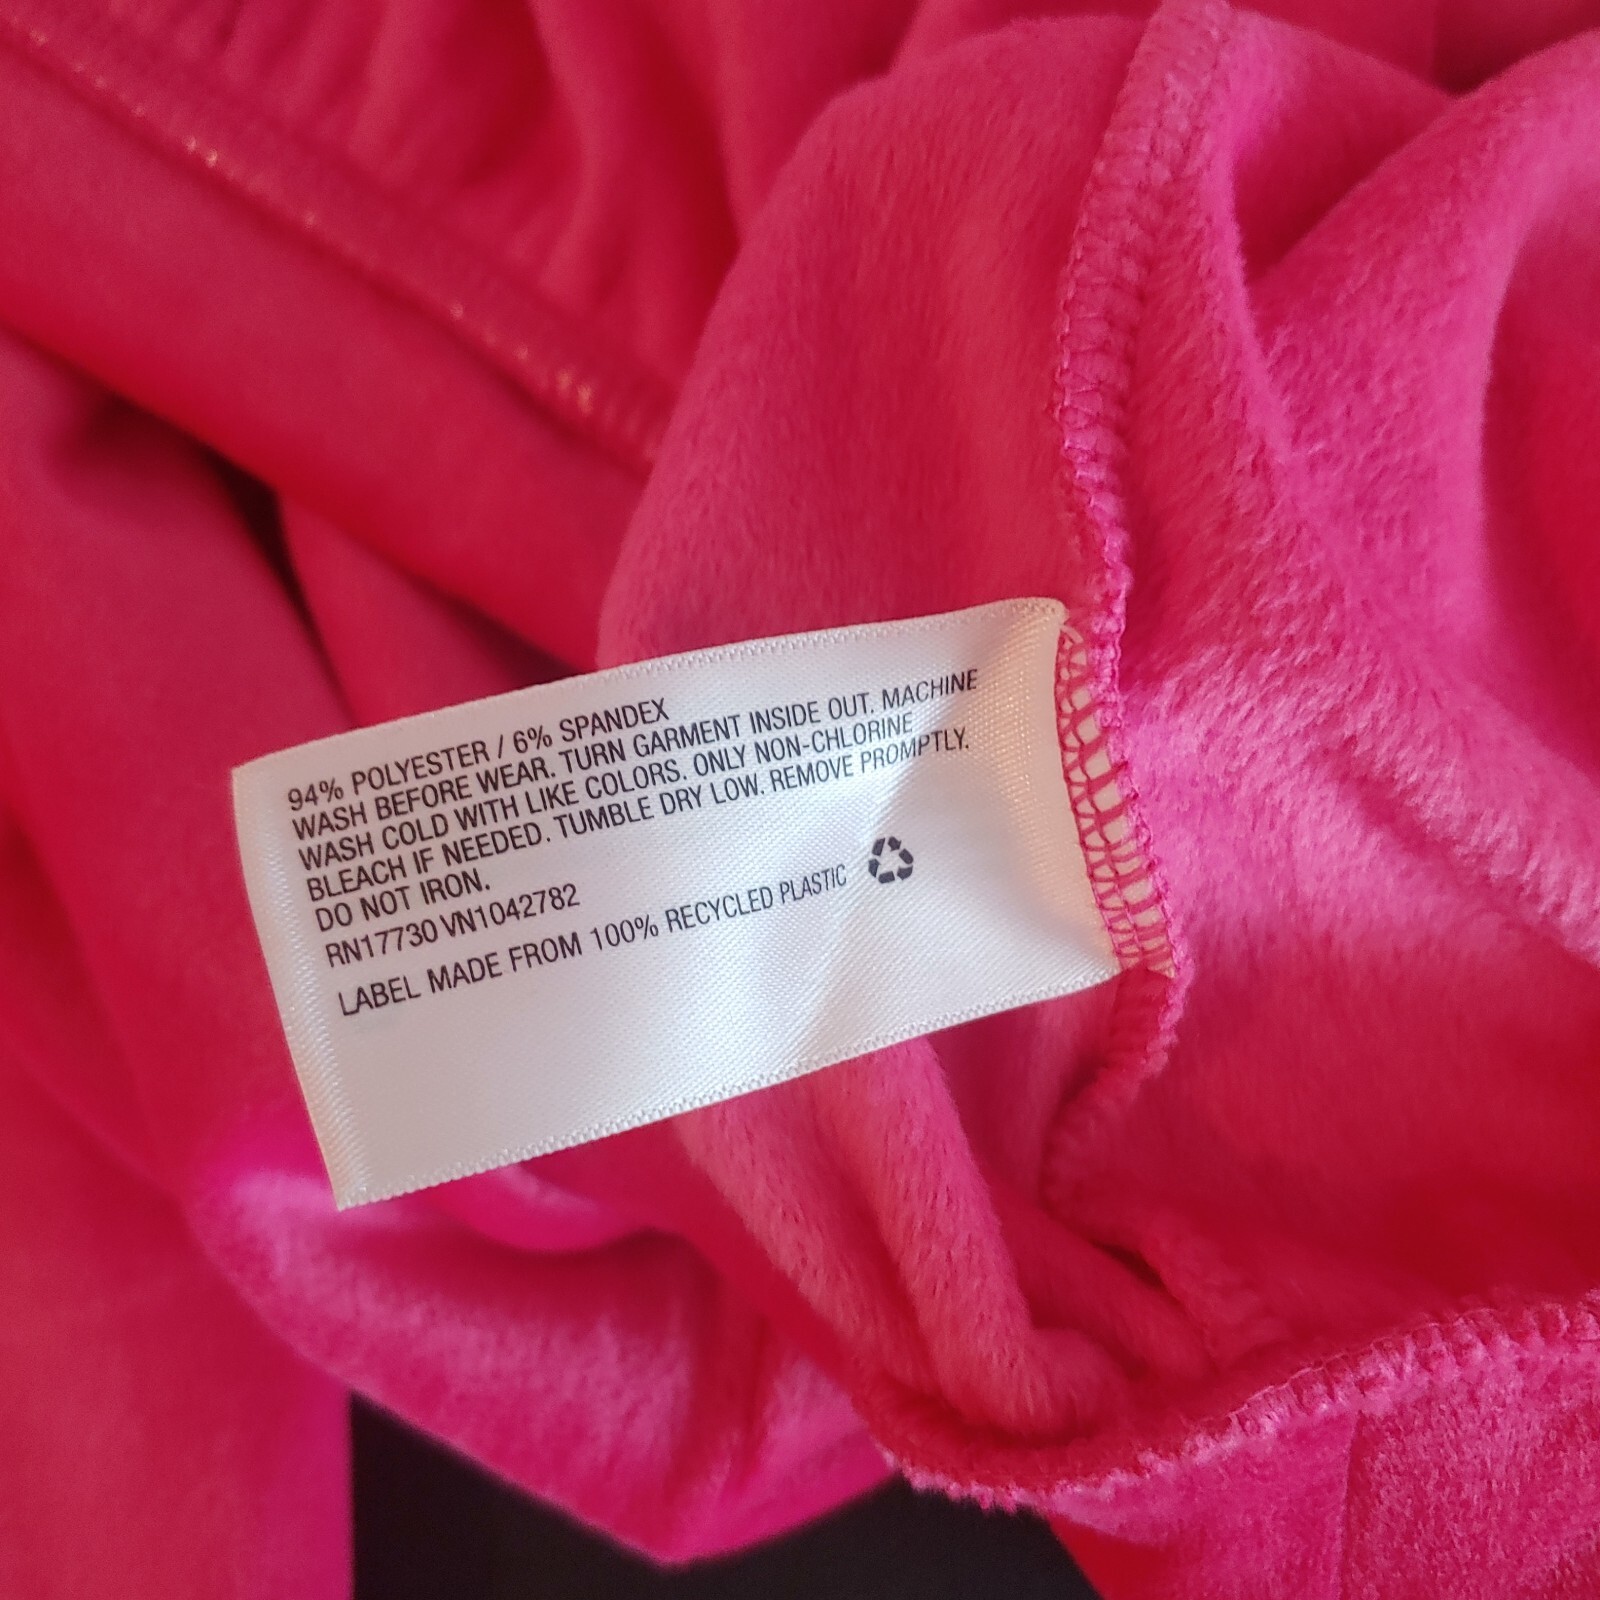 94% POLYESTER / 6% SPANDEX
WASH BEFORE WEAR. TURN GARMENT INSIDE OUT. MACHINE
WASH COLD WITH LIKE COLORS. ONLY NON-CHLORINE
BLEACH IF NEEDED. TUMBLE DRY LOW. REMOVE PROMPTLY.
DO NOT IRON.
RN17730 VN1042782
LABEL MADE FROM 100% RECYCLED PLASTIC